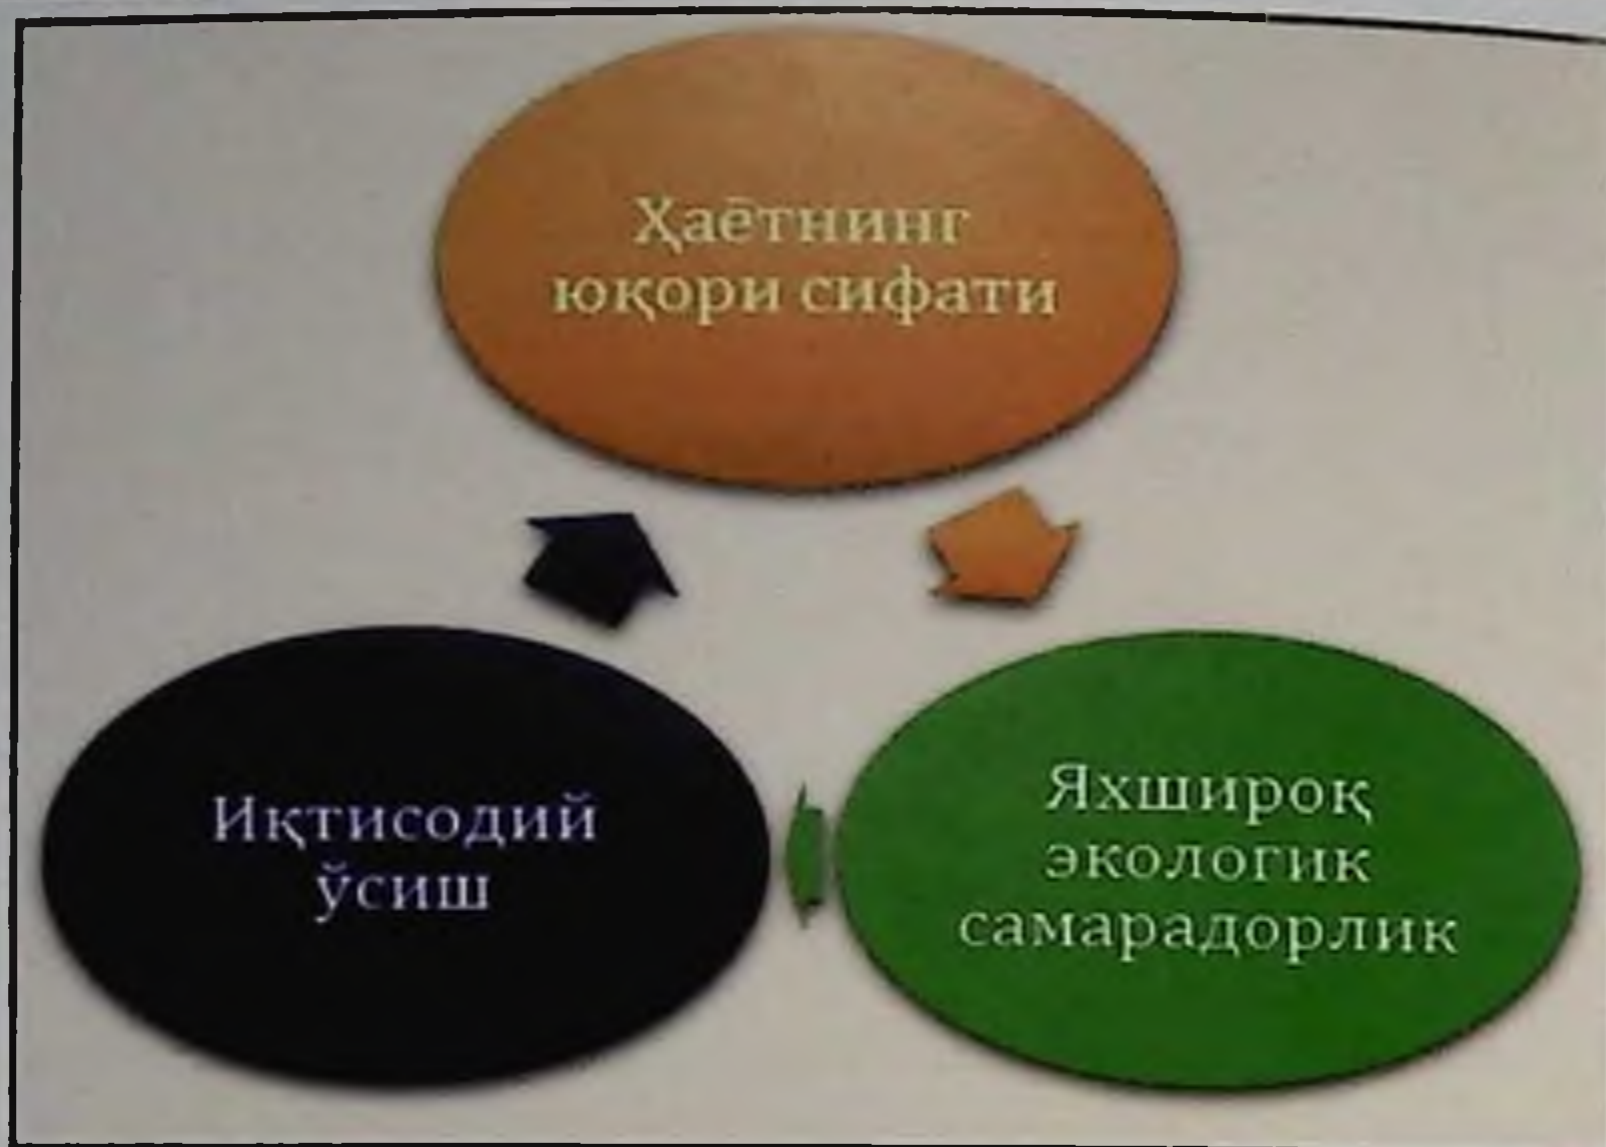 Ҳаётнинг
юқори сифати
Иқтисодий
ўсиш
Яхшироқ
экологик
самарадорлик